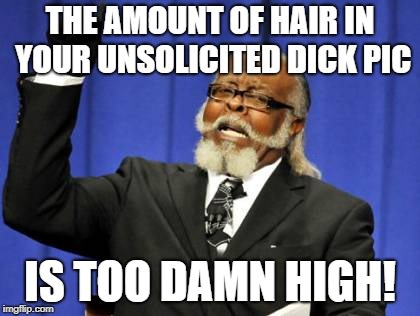 THE AMOUNT OF HAIR IN
YOUR UNSOLICITED DICK PIC
IS TOO DAMN HIGH!
imgflip.com